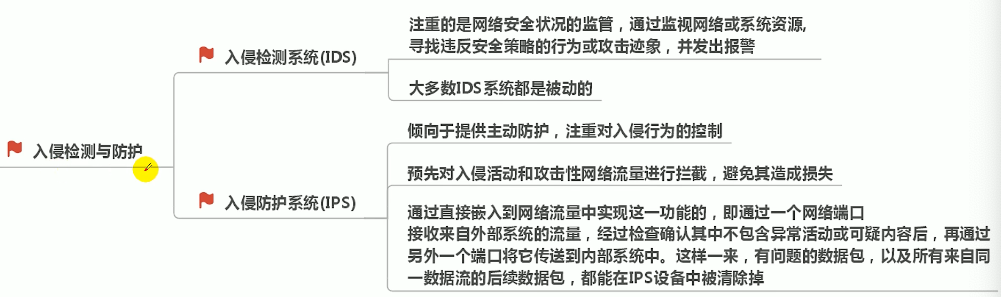 注重的是网络安全状况的监管，通过监视网络或系统资源,
寻找违反安全策略的行为或攻击迹象，并发出报警
入侵检测系统(IDS)
大多数IDS系统都是被动的
倾向于提供主动防护，注重对入侵行为的控制
入侵检测与防护
预先对入侵活动和攻击性网络流量进行拦截，避免其造成损失
入侵防护系统(IPS)
通过直接嵌入到网络流量中实现这一功能的，即通过一个网络端口
接收来自外部系统的流量，经过检查确认其中不包含异常活动或可疑内容后，再通过
另外一个端口将它传送到内部系统中。这样一来，有问题的数据包，以及所有来自同
一数据流的后续数据包，都能在IPS设备中被清除掉